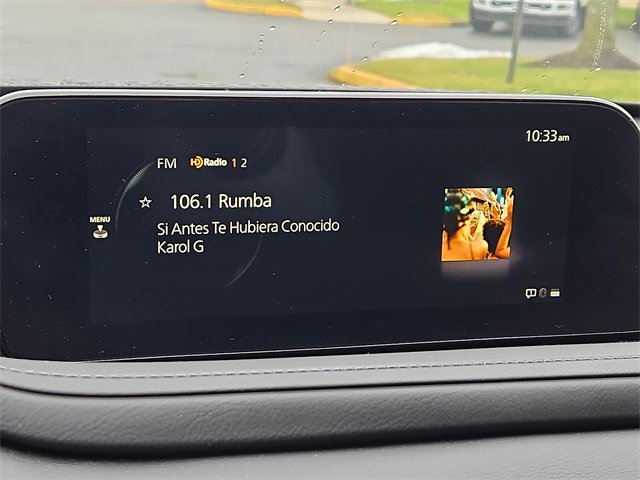 10:33am
FM HD Radio 1 2
☆ 106.1 Rumba
MENU
Si Antes Te Hubiera Conocido
Karol G